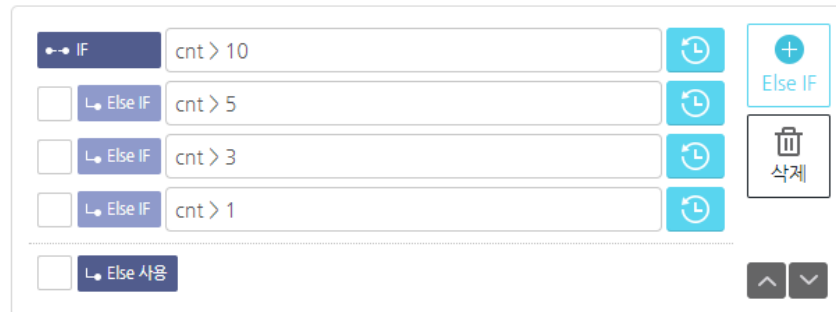 IF cnt > 10
Else IF
Else IF cnt > 5
Else IF cnt > 3
삭제
Else IF cnt > 1
Else 사용